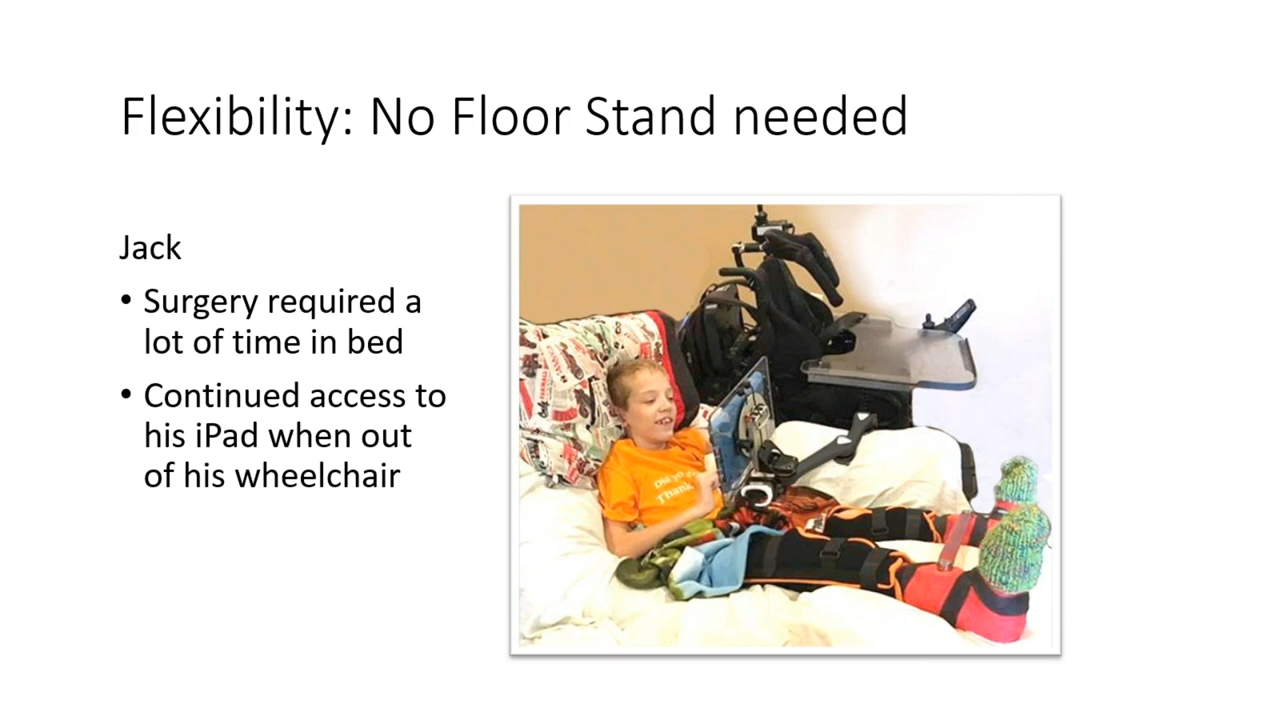 Flexibility: No Floor Stand needed
Jack
• Surgery required a
lot of time in bed
• Continued access to
his iPad when out
of his wheelchair
Thank